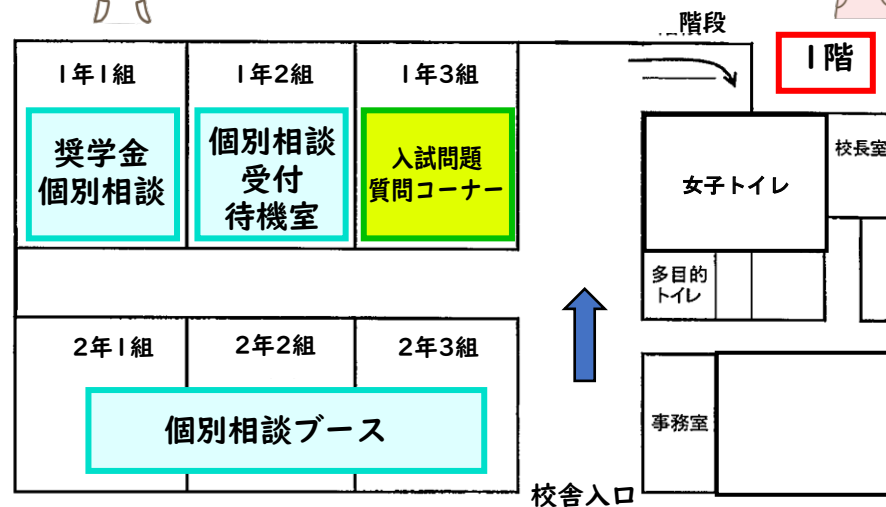 階段
1階
1年1組
1年2組
1年3組
奨学金
個別相談
個別相談
受付
待機室
入試問題
質問コーナー
女子トイレ
校長室
多目的
トイレ
2年1組
2年2組
2年3組
個別相談ブース
事務室
校舎入口